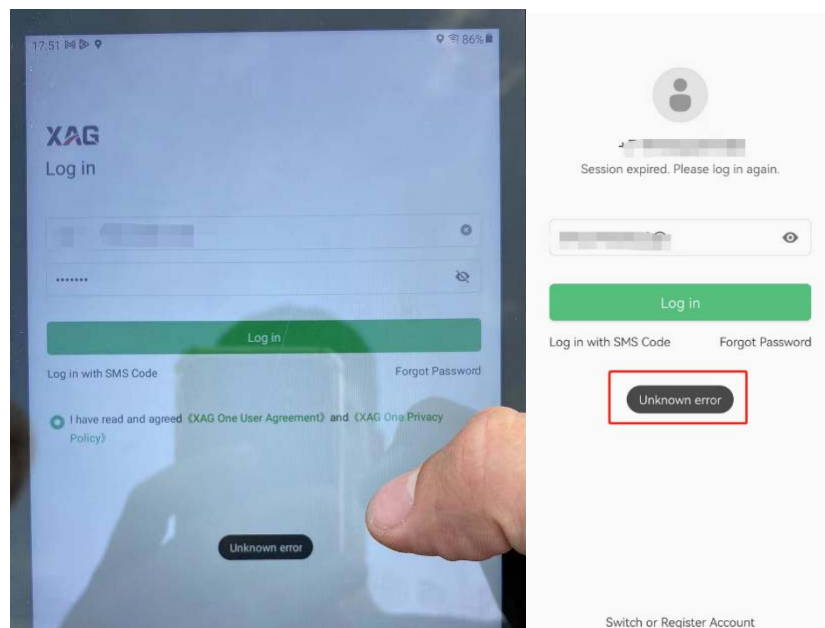 17:51
86%
XAG
Log in
Log in
Log in with SMS Code
Forgot Password
I have read and agreed 《XAG One User Agreement》 and 《XAG One Privacy
Policy》
Unknown error
Session expired. Please log in again.
Log in
Log in with SMS Code
Forgot Password
Unknown error
Switch or Register Account